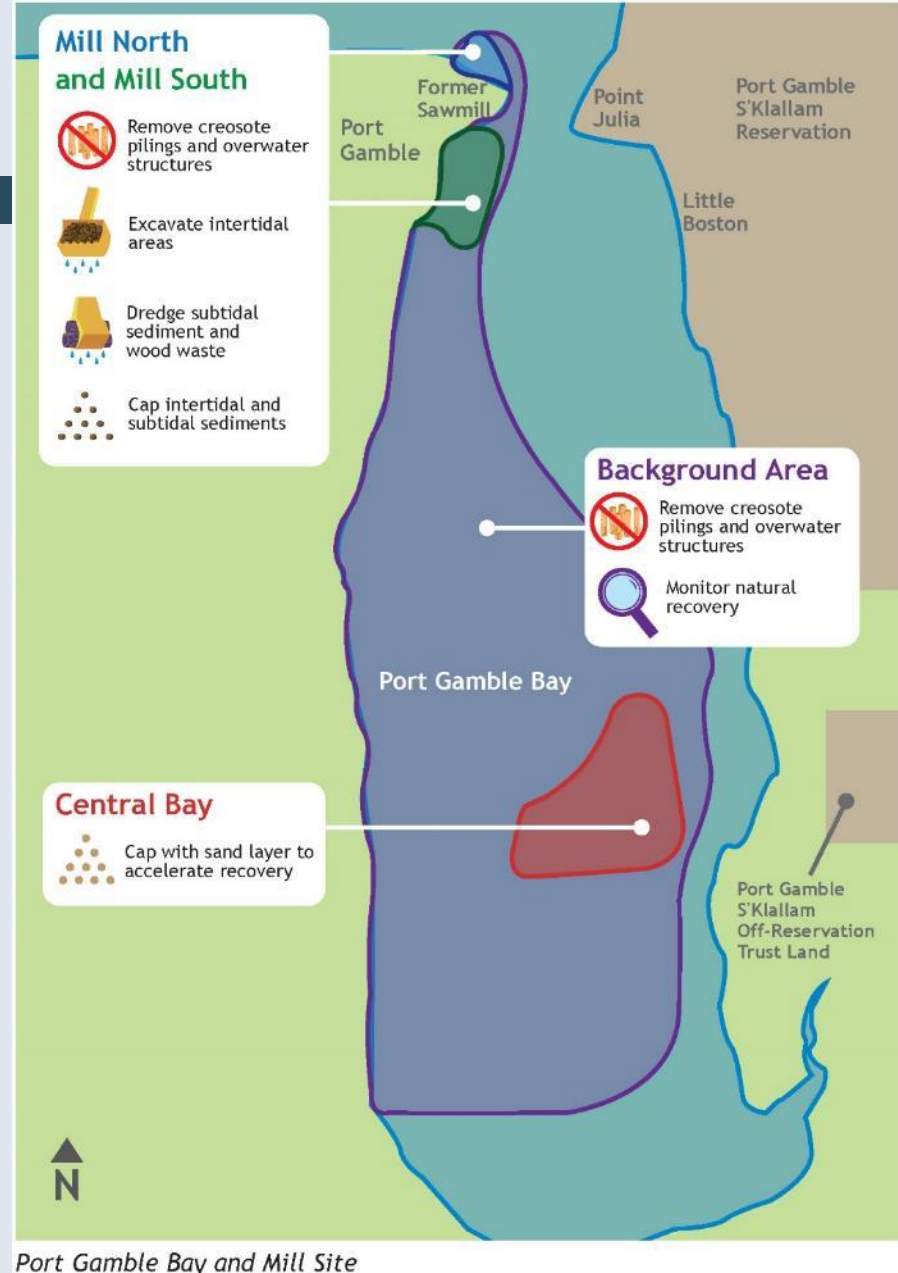 Mill North
and Mill South
Remove creosote
pilings and overwater
structures
Excavate intertidal
areas
Dredge subtidal
sediment and
wood waste
Cap intertidal and
subtidal sediments
Former
Sawmill
Port
Gamble
Point
Julia
Port Gamble
S'Klallam
Reservation
Little
Boston
Background Area
Remove creosote
pilings and overwater
structures
Monitor natural
recovery
Port Gamble Bay
Central Bay
Cap with sand layer to
accelerate recovery
Port Gamble
S'Klallam
Off-Reservation
Trust Land
N
Port Gamble Bay and Mill Site